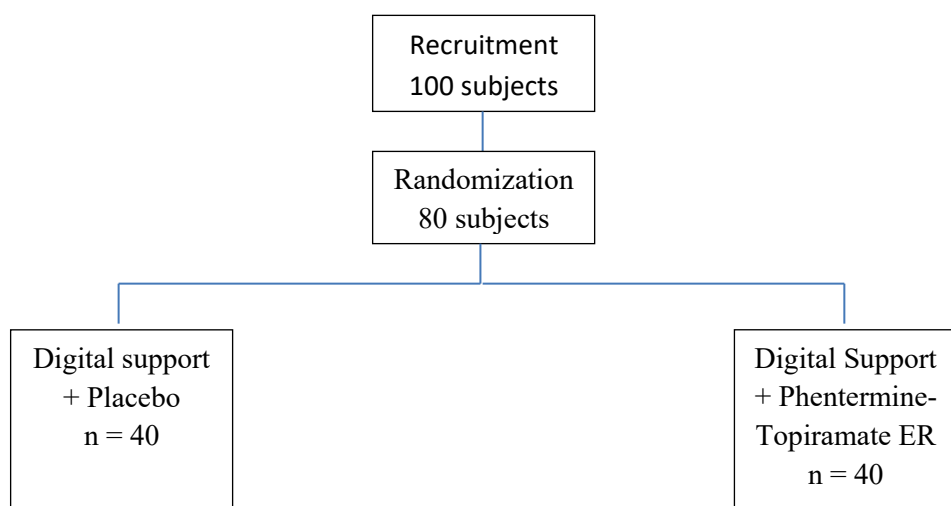 Recruitment
100 subjects
Randomization
80 subjects
Digital support
+ Placebo
n = 40
Digital Support
+ Phentermine-
Topiramate ER
n = 40